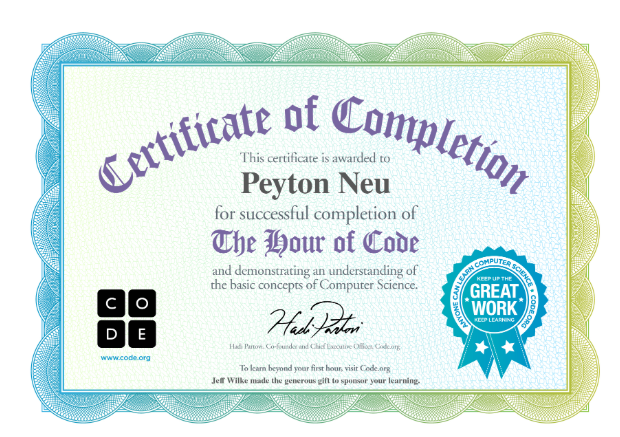 Certificate of Completion
This certificate is awarded to
Peyton Neu
for successful completion of
The Hour of Code
and demonstrating an understanding of
the basic concepts of Computer Science.
C O
D E
www.code.org
Hadi Partovi
Hadi Partovi, Co-founder and Chief Executive Officer, Code.org
To learn beyond your first hour, visit Code.org
Jeff Wilke made the generous gift to sponsor your learning.
ANYONE CAN LEARN COMPUTER SCIENCE • CODE.ORG
KEEP UP THE
GREAT
WORK
KEEP LEARNING